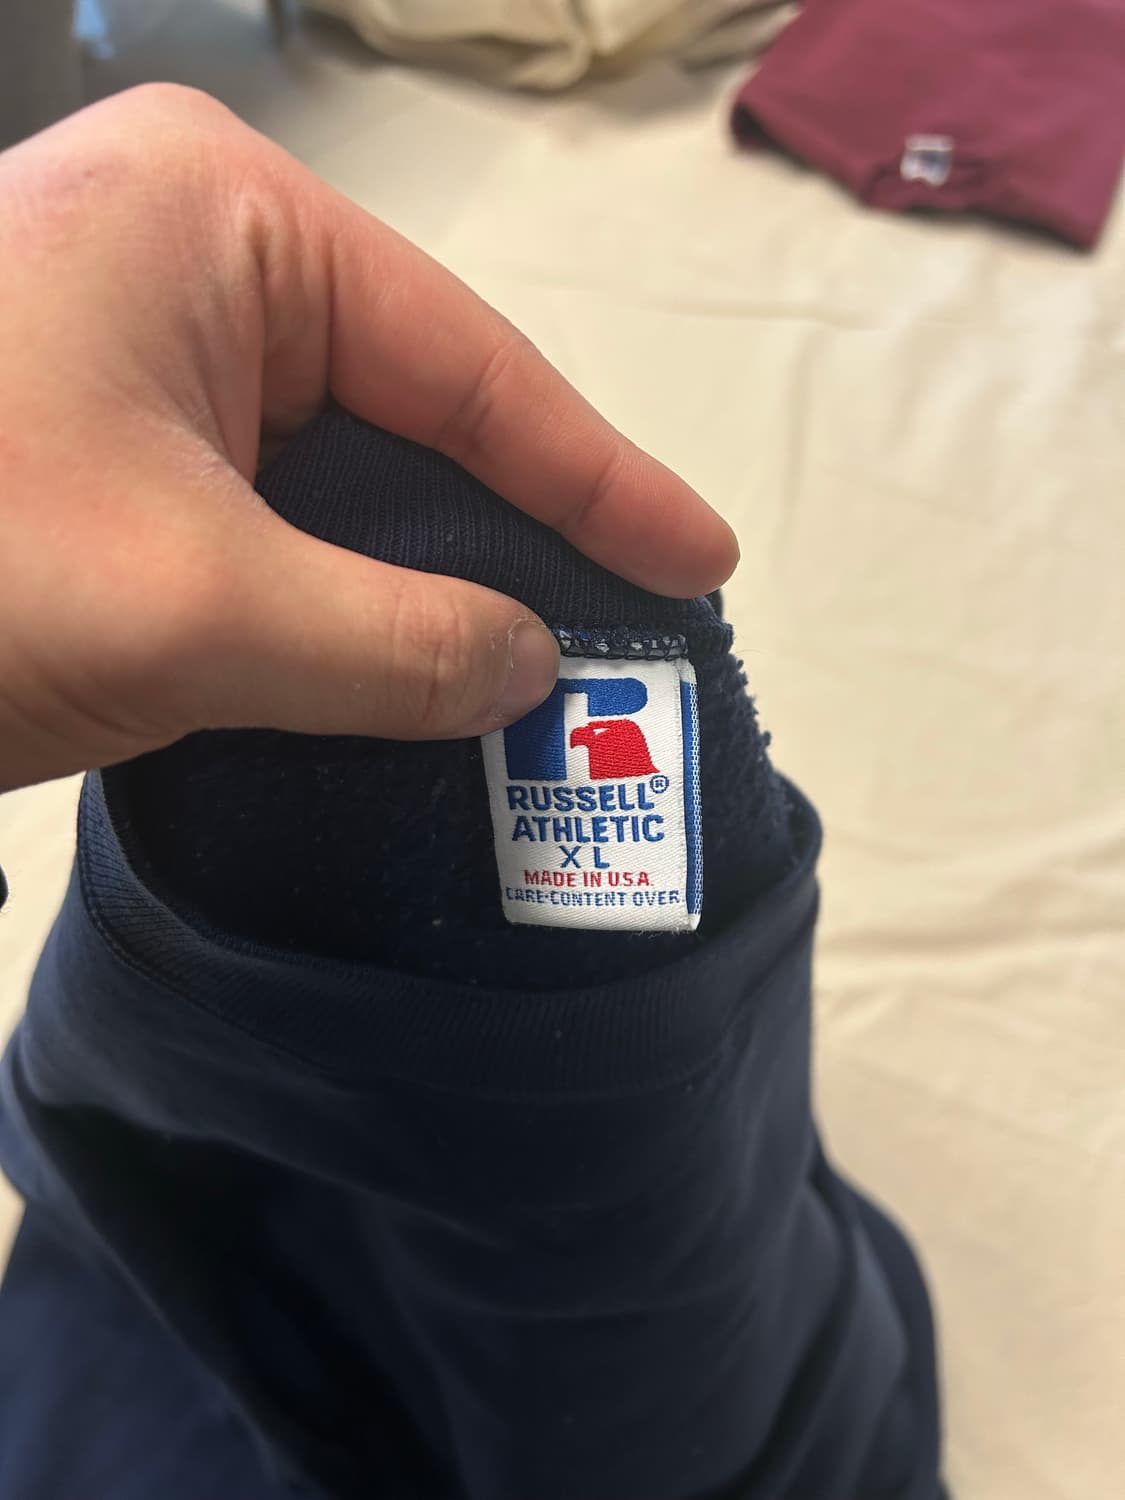 RUSSELL®
ATHLETIC
XL
MADE IN U.S.A.
CARE·CONTENT OVER